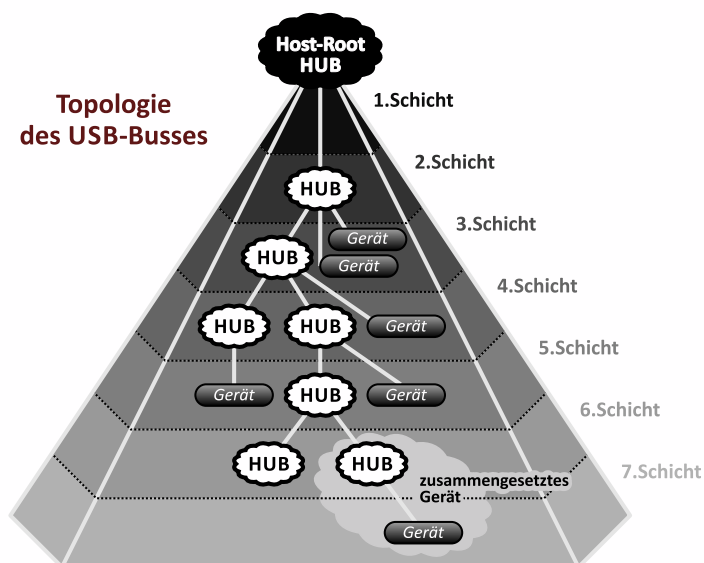 Host-Root
HUB
Topologie
des USB-Busses
1.Schicht
2.Schicht
HUB
3.Schicht
Gerät
HUB
Gerät
4.Schicht
HUB
HUB
Gerät
5.Schicht
Gerät
HUB
Gerät
6.Schicht
HUB
HUB
7.Schicht
zusammengesetztes
Gerät
Gerät